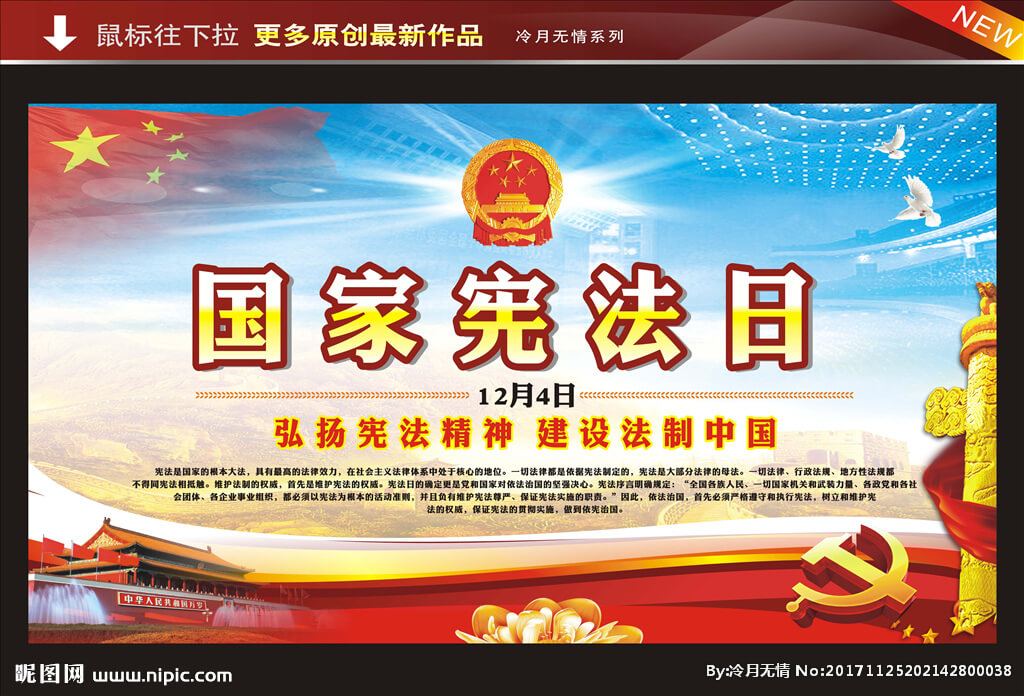 鼠标往下拉 更多原创最新作品 冷月无情系列
NEW
国家宪法日
12月4日
弘扬宪法精神 建设法制中国
宪法是国家的根本大法，具有最高的法律效力，在社会主义法律体系中处于核心的地位。一切法律都是依据宪法制定的，宪法是大部分法律的母法。一切法律、行政法规、地方性法规都
不得同宪法相抵触。维护法制的权威，首先是维护宪法的权威。宪法日的确定更是党和国家对依法治国的坚强决心。宪法序言明确规定：“全国各族人民、一切国家机关和武装力量、各政党和各社
会团体、各企业事业组织，都必须以宪法为根本的活动准则，并且负有维护宪法尊严、保证宪法实施的职责。”因此，依法治国，首先必须严格遵守和执行宪法，树立和维护宪
法的权威，保证宪法的贯彻实施，做到依宪治国。
中华人民共和国万岁
昵图网 www.nipic.com
By:冷月无情 No:20171125202142800038